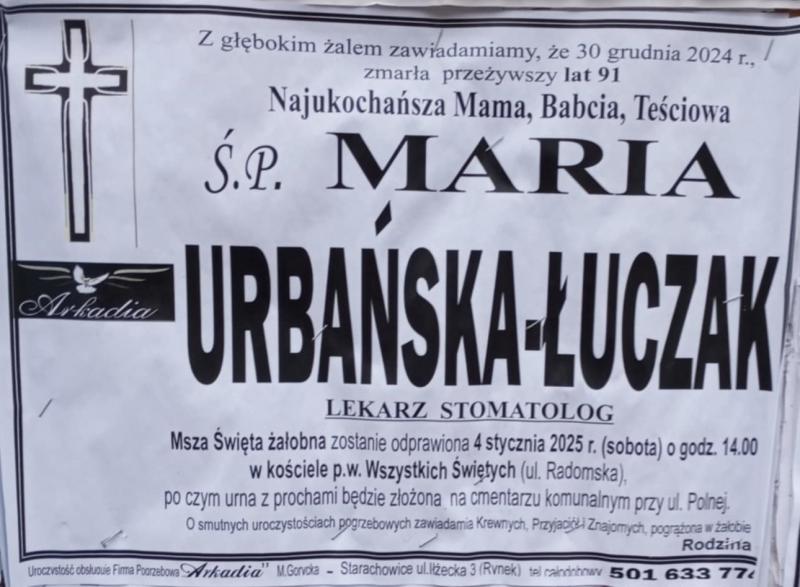 Z głębokim żalem zawiadamiamy, że 30 grudnia 2024 r.,
zmarła przeżywszy lat 91
Najukochańsza Mama, Babcia, Teściowa
Ś.P. MARIA
URBAŃSKA-ŁUCZAK
Arkadia
LEKARZ STOMATOLOG
Msza Święta żałobna zostanie odprawiona 4 stycznia 2025 r. (sobota) o godz. 14.00
w kościele p.w. Wszystkich Świętych (ul. Radomska),
po czym urna z prochami będzie złożona na cmentarzu komunalnym przy ul. Polnej.
O smutnych uroczystościach pogrzebowych zawiadamia Krewnych, Przyjaciół i Znajomych, pogrążona w żałobie
Rodzina
Uroczystość obsługuje Firma Pogrzebowa "Arkadia" M.Gorycka – Starachowice ul.Iłżecka 3 (Rynek) tel. całodobowy 501 633